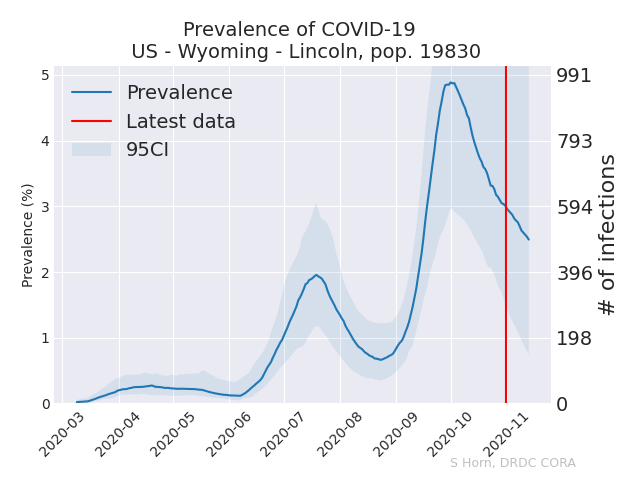 Prevalence of COVID-19
US - Wyoming - Lincoln, pop. 19830
Prevalence
Latest data
95CI
Prevalence (%)
5
4
3
2
1
0
991
793
594
396
198
0
# of infections
2020-03
2020-04
2020-05
2020-06
2020-07
2020-08
2020-09
2020-10
2020-11
S Horn, DRDC CORA